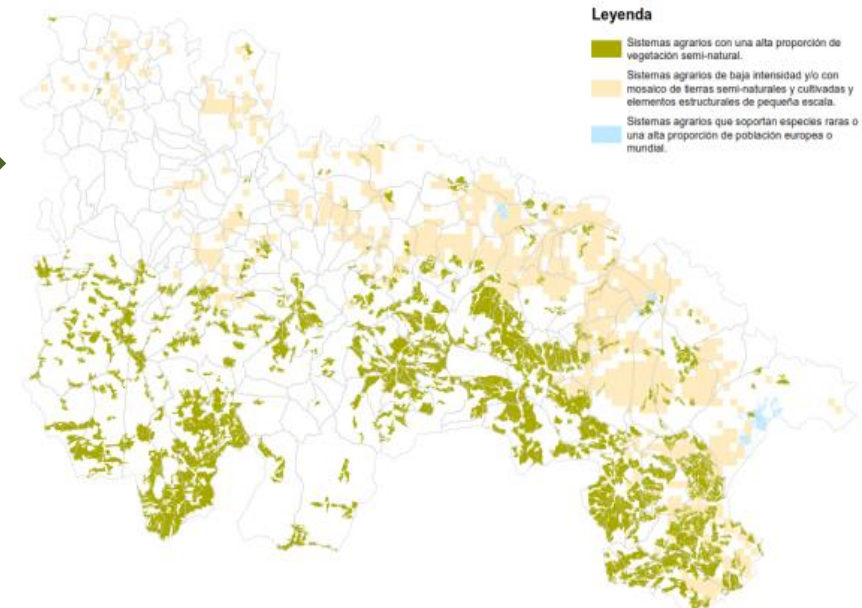 Leyenda
Sistemas agrarios con una alta proporción de
vegetación semi-natural.
Sistemas agrarios de baja intensidad y/o con
mosaico de tierras semi-naturales y cultivadas y
elementos estructurales de pequeña escala.
Sistemas agrarios que soportan especies raras o
una alta proporción de población europea o
mundial.